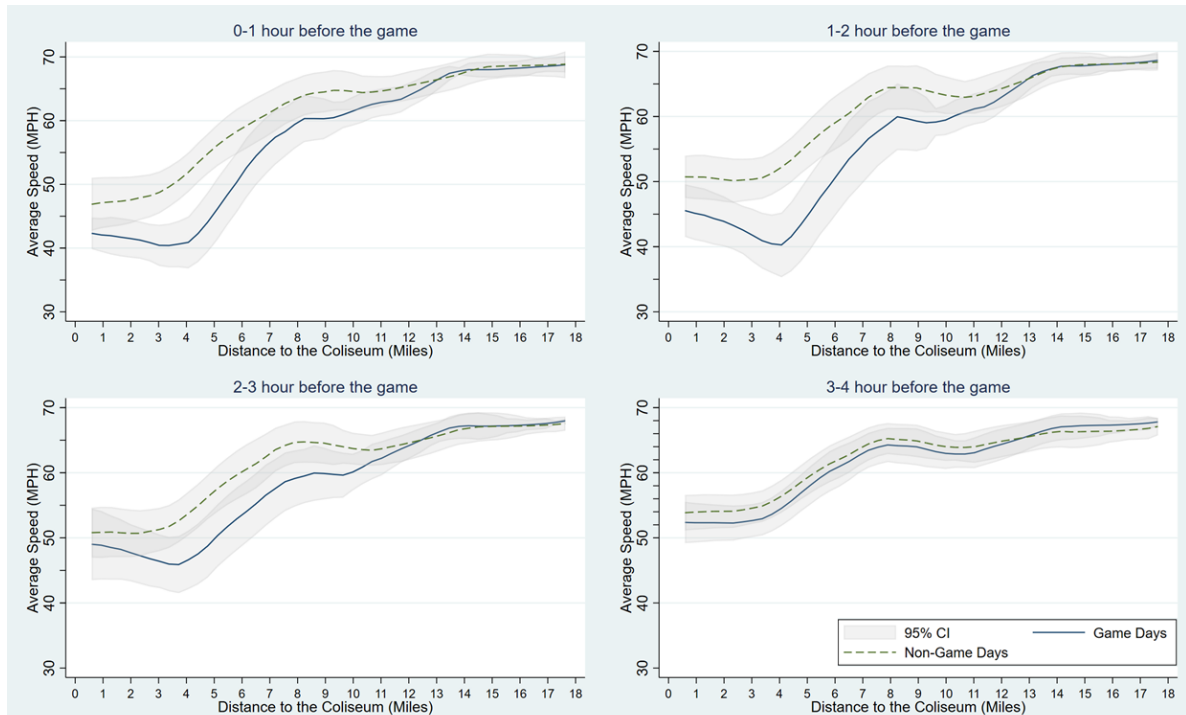 0-1 hour before the game
Average Speed (MPH)
70
60
50
40
30
0 1 2 3 4 5 6 7 8 9 10 11 12 13 14 15 16 17 18
Distance to the Coliseum (Miles)
1-2 hour before the game
Average Speed (MPH)
70
60
50
40
30
0 1 2 3 4 5 6 7 8 9 10 11 12 13 14 15 16 17 18
Distance to the Coliseum (Miles)
2-3 hour before the game
Average Speed (MPH)
70
60
50
40
30
0 1 2 3 4 5 6 7 8 9 10 11 12 13 14 15 16 17 18
Distance to the Coliseum (Miles)
3-4 hour before the game
Average Speed (MPH)
70
60
50
40
30
95% CI Game Days
Non-Game Days
0 1 2 3 4 5 6 7 8 9 10 11 12 13 14 15 16 17 18
Distance to the Coliseum (Miles)